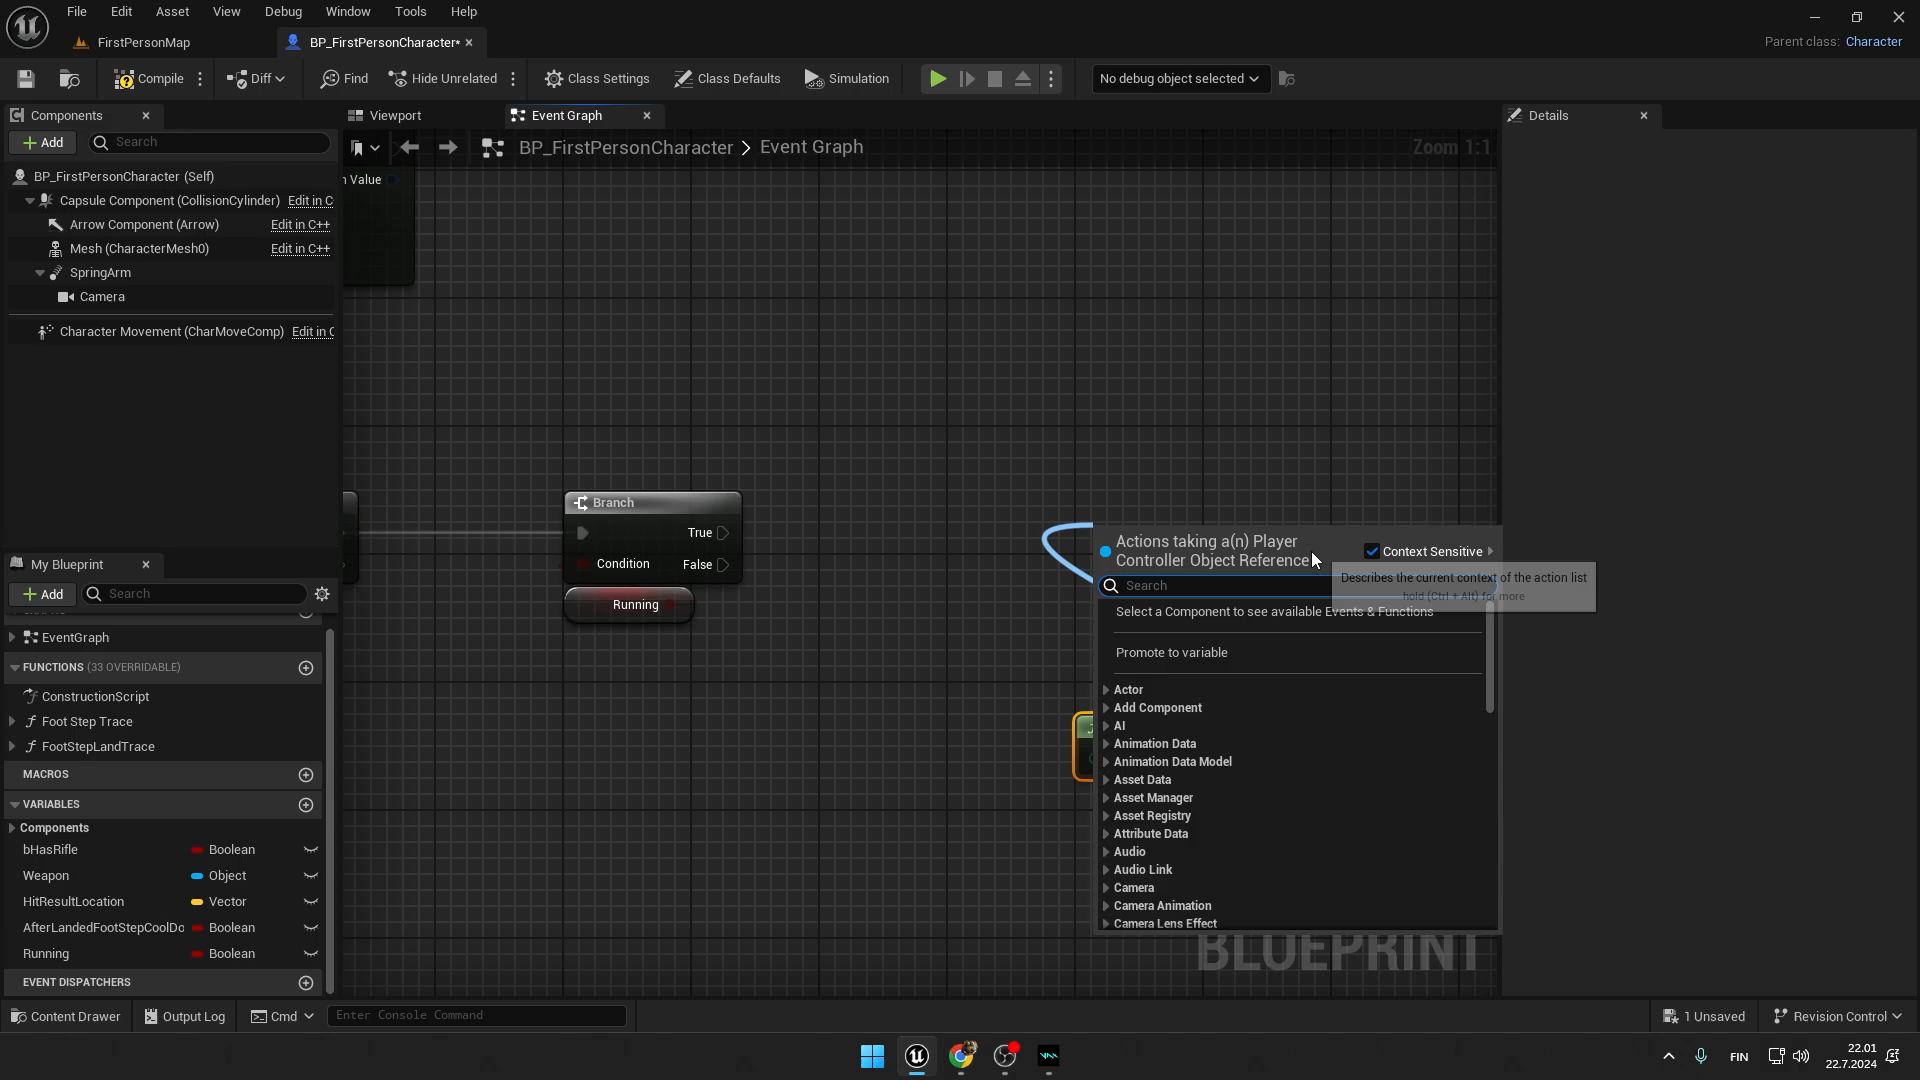 File Edit Asset View Debug Window Tools Help
FirstPersonMap
BP_FirstPersonCharacter*
Parent class: Character
Compile
Diff
Find
Hide Unrelated
Class Settings
Class Defaults
Simulation
No debug object selected
Components
Viewport
Event Graph
Details
Add
Search
BP_FirstPersonCharacter > Event Graph
Zoom 1:1
BP_FirstPersonCharacter (Self)
Capsule Component (CollisionCylinder) Edit in C
Arrow Component (Arrow) Edit in C++
Mesh (CharacterMesh0) Edit in C++
SpringArm
Camera
Character Movement (CharMoveComp) Edit in C
n Value
Branch
True
Condition
False
Running
Actions taking a(n) Player
Controller Object Reference
Context Sensitive
Search
Describes the current context of the action list
hold (Ctrl + Alt) for more
Select a Component to see available Events & Functions
Promote to variable
Actor
Add Component
AI
Animation Data
Animation Data Model
Asset Data
Asset Manager
Asset Registry
Attribute Data
Audio
Audio Link
Camera
Camera Animation
Camera Lens Effect
BLUEPRINT
My Blueprint
Add
Search
EventGraph
FUNCTIONS (33 OVERRIDABLE)
ConstructionScript
Foot Step Trace
FootStepLandTrace
MACROS
VARIABLES
Components
bHasRifle Boolean
Weapon Object
HitResultLocation Vector
AfterLandedFootStepCoolDo Boolean
Running Boolean
EVENT DISPATCHERS
Content Drawer
Output Log
Cmd
Enter Console Command
1 Unsaved
Revision Control
FIN
22.01
22.7.2024